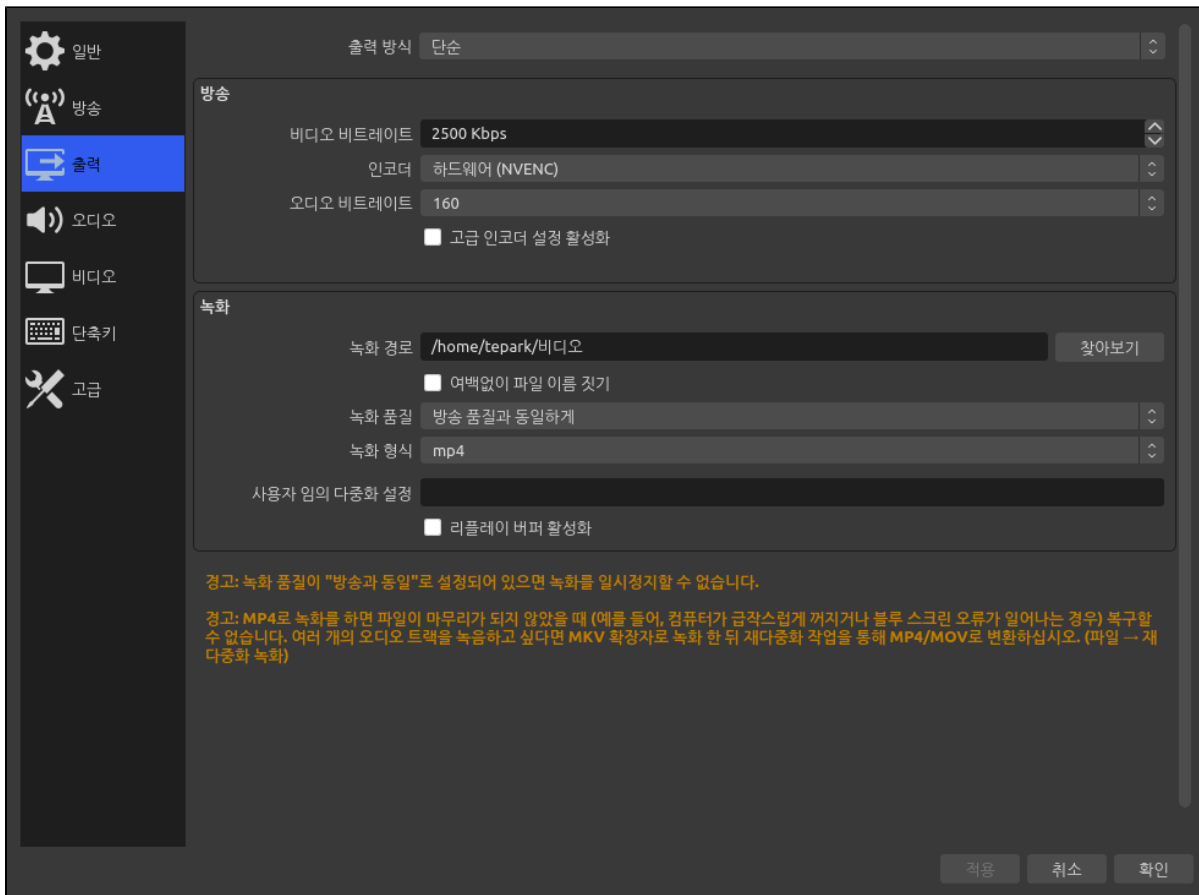 일반
방송
출력
오디오
비디오
단축키
고급
출력 방식 단순
방송
비디오 비트레이트 2500 Kbps
인코더 하드웨어 (NVENC)
오디오 비트레이트 160
고급 인코더 설정 활성화
녹화
녹화 경로 /home/tepark/비디오 찾아보기
여백없이 파일 이름 짓기
녹화 품질 방송 품질과 동일하게
녹화 형식 mp4
사용자 임의 다중화 설정
리플레이 버퍼 활성화
경고: 녹화 품질이 "방송과 동일"로 설정되어 있으면 녹화를 일시정지할 수 없습니다.
경고: MP4로 녹화를 하면 파일이 마무리가 되지 않았을 때 (예를 들어, 컴퓨터가 급작스럽게 꺼지거나 블루 스크린 오류가 일어나는 경우) 복구할
수 없습니다. 여러 개의 오디오 트랙을 녹음하고 싶다면 MKV 확장자로 녹화 한 뒤 재다중화 작업을 통해 MP4/MOV로 변환하십시오. (파일 → 재
다중화 녹화)
적용 취소 확인